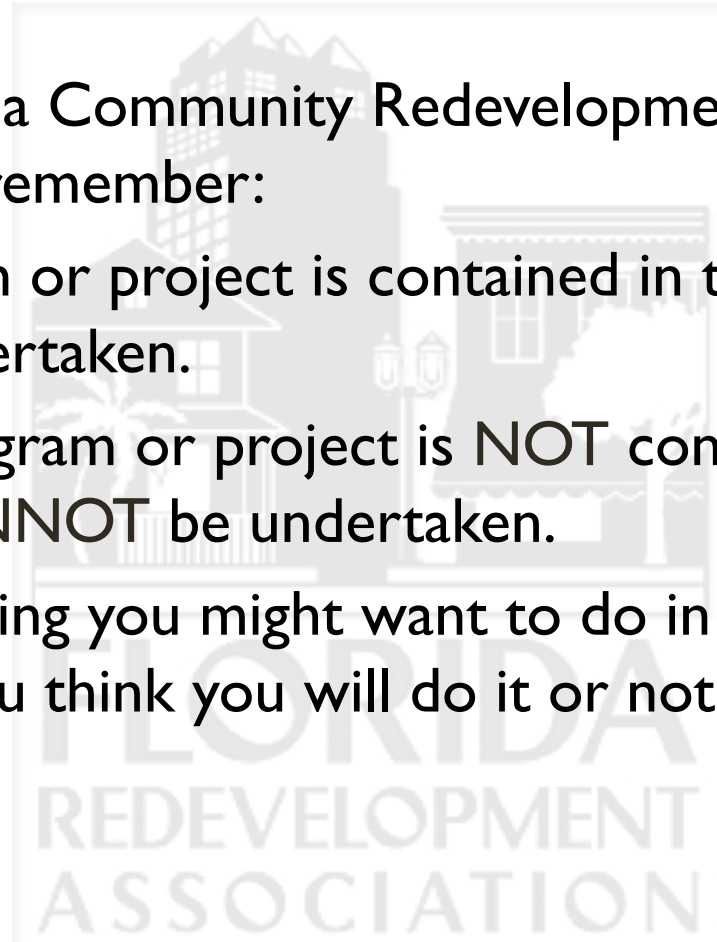 a Community Redevelopme
remember:
or project is contained in
ertaken.
gram or project is NOT con
NNOT be undertaken.
ing you might want to do in
u think you will do it or not
FLORIDA
REDEVELOPMENT
ASSOCIATION